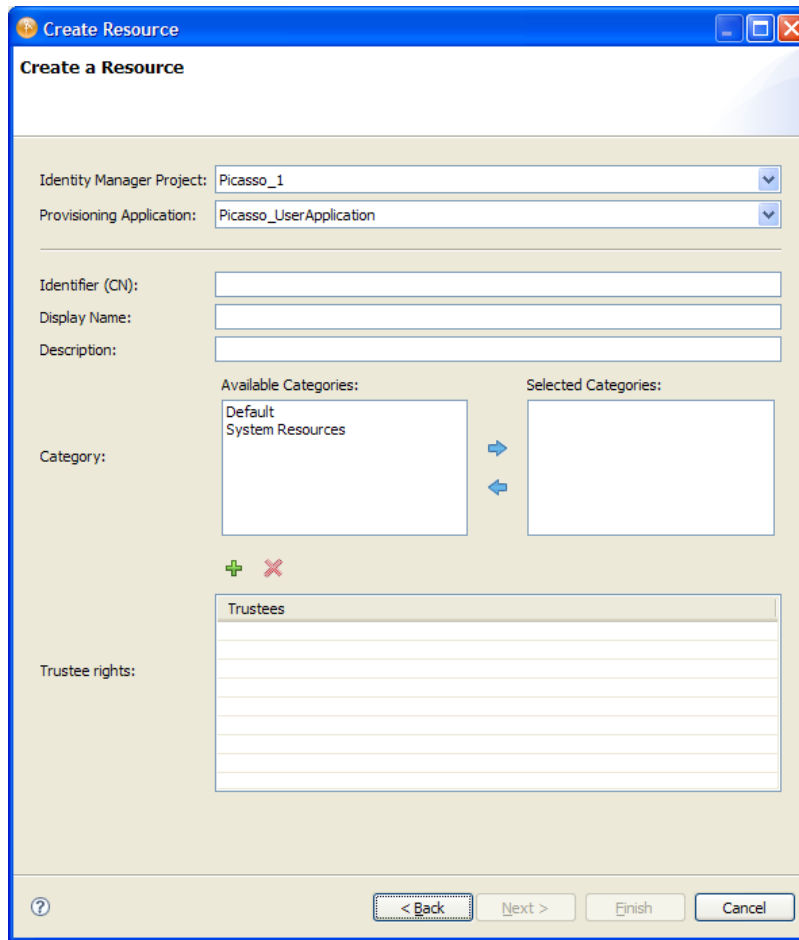 Create Resource
Create a Resource
Identity Manager Project: Picasso_1
Provisioning Application: Picasso_UserApplication
Identifier (CN):
Display Name:
Description:
Available Categories: Selected Categories:
Default
System Resources
Category:
Trustees
Trustee rights:
? < Back Next > Finish Cancel